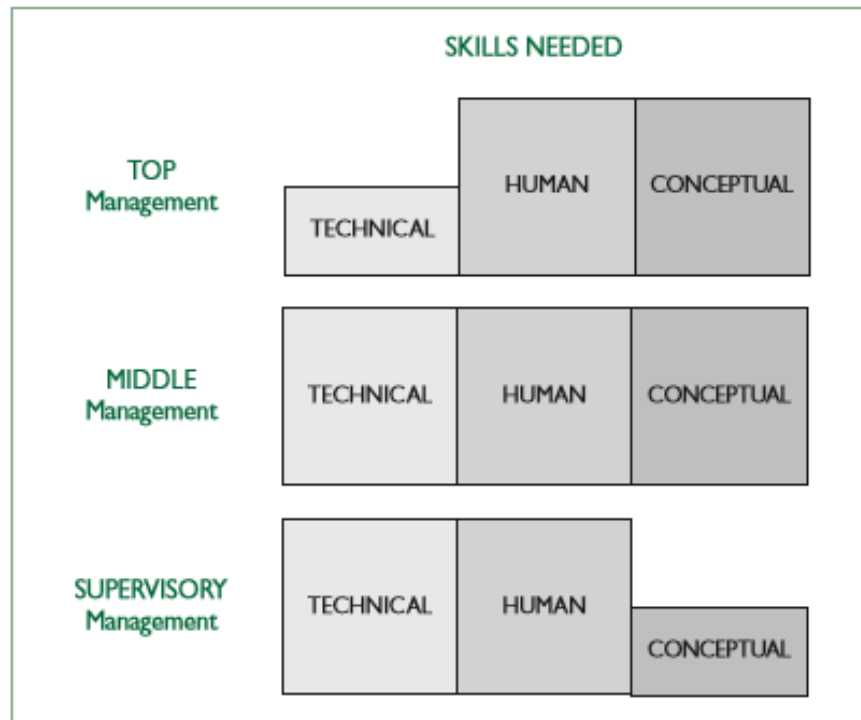 SKILLS NEEDED
TOP
Management
TECHNICAL
HUMAN
CONCEPTUAL
MIDDLE
Management
TECHNICAL
HUMAN
CONCEPTUAL
SUPERVISORY
Management
TECHNICAL
HUMAN
CONCEPTUAL